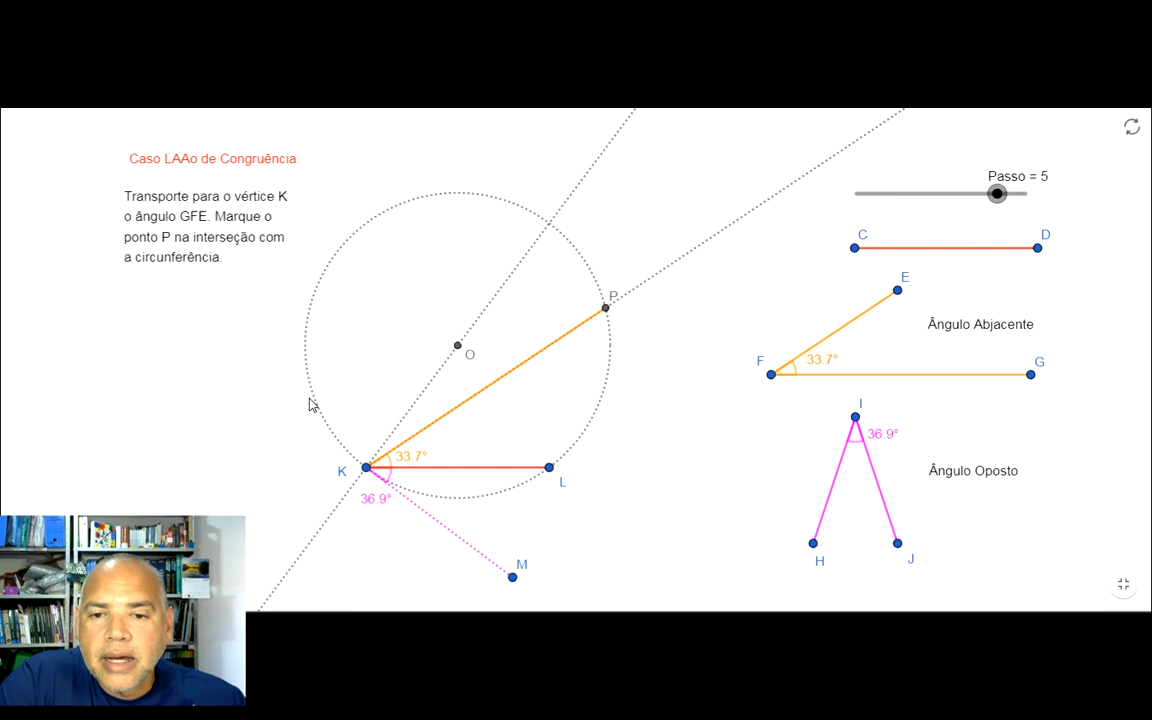 Caso LAAo de Congruência.
Transporte para o vértice K
o ângulo GFE. Marque o
ponto P na interseção com
a circunferência.
Passo = 5
C
D
E
Ângulo Abjacente
F
33.7°
G
I
36.9°
Ângulo Oposto
H
J
P
O
K
33.7°
L
36.9°
M